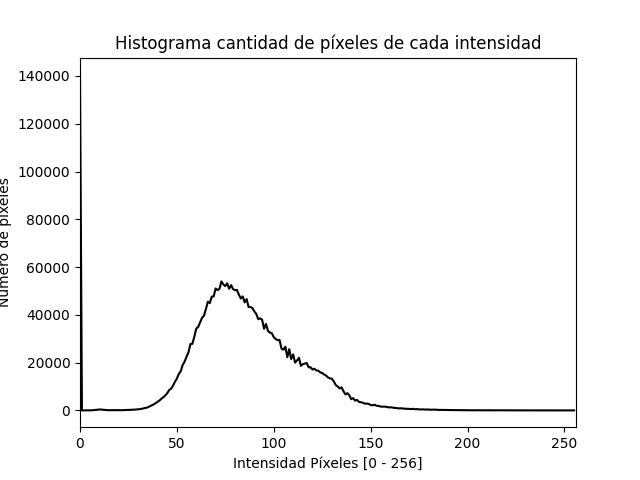 Histograma cantidad de píxeles de cada intensidad
140000
120000
100000
80000
60000
40000
20000
0
Número de píxeles
0 50 100 150 200 250
Intensidad Píxeles [0 - 256]